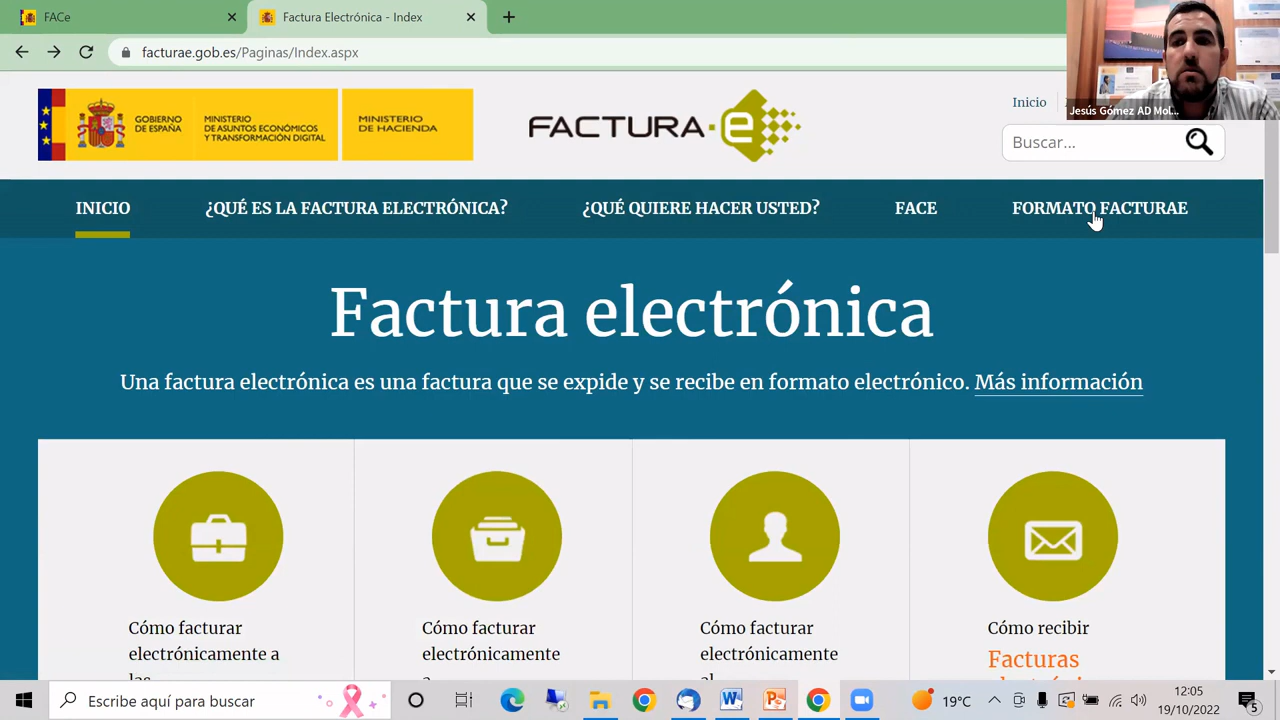 FACe
Factura Electrónica - Index
facturae.gob.es/Paginas/Index.aspx
Jesús Gómez AD Mol...
GOBIERNO
DE ESPAÑA
MINISTERIO
DE ASUNTOS ECONÓMICOS
Y TRANSFORMACIÓN DIGITAL
MINISTERIO
DE HACIENDA
FACTURA·e
Inicio
Buscar...
INICIO
¿QUÉ ES LA FACTURA ELECTRÓNICA?
¿QUÉ QUIERE HACER USTED?
FACE
FORMATO FACTURAE
Factura electrónica
Una factura electrónica es una factura que se expide y se recibe en formato electrónico. Más información
Cómo facturar
electrónicamente a
Cómo facturar
electrónicamente
Cómo facturar
electrónicamente
Cómo recibir
Facturas
Escribe aquí para buscar
19°C
12:05
19/10/2022
5